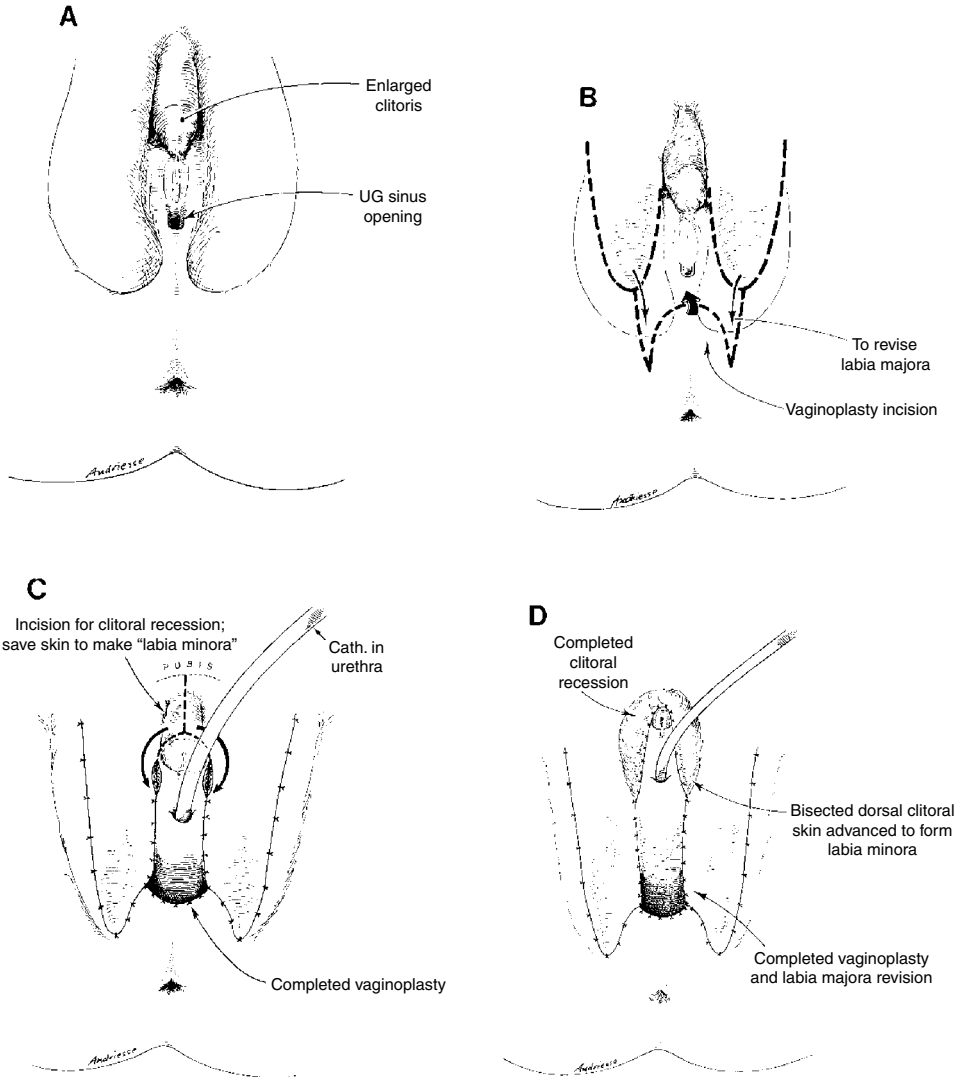 A
Enlarged
clitoris
UG sinus
opening
Andriesse
B
To revise
labia majora
Vaginoplasty incision
Andriesse
C
Incision for clitoral recession;
save skin to make “labia minora”
PUBIS
Cath. in
urethra
Completed vaginoplasty
Andriesse
D
Completed
clitoral
recession
Bisected dorsal clitoral
skin advanced to form
labia minora
Completed vaginoplasty
and labia majora revision
Andriesse